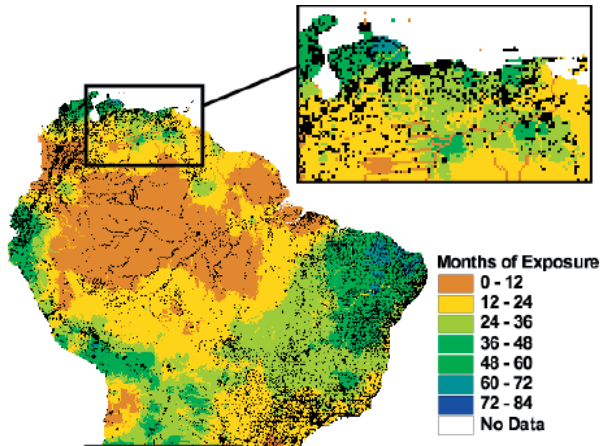 Months of Exposure
0 - 12
12 - 24
24 - 36
36 - 48
48 - 60
60 - 72
72 - 84
No Data